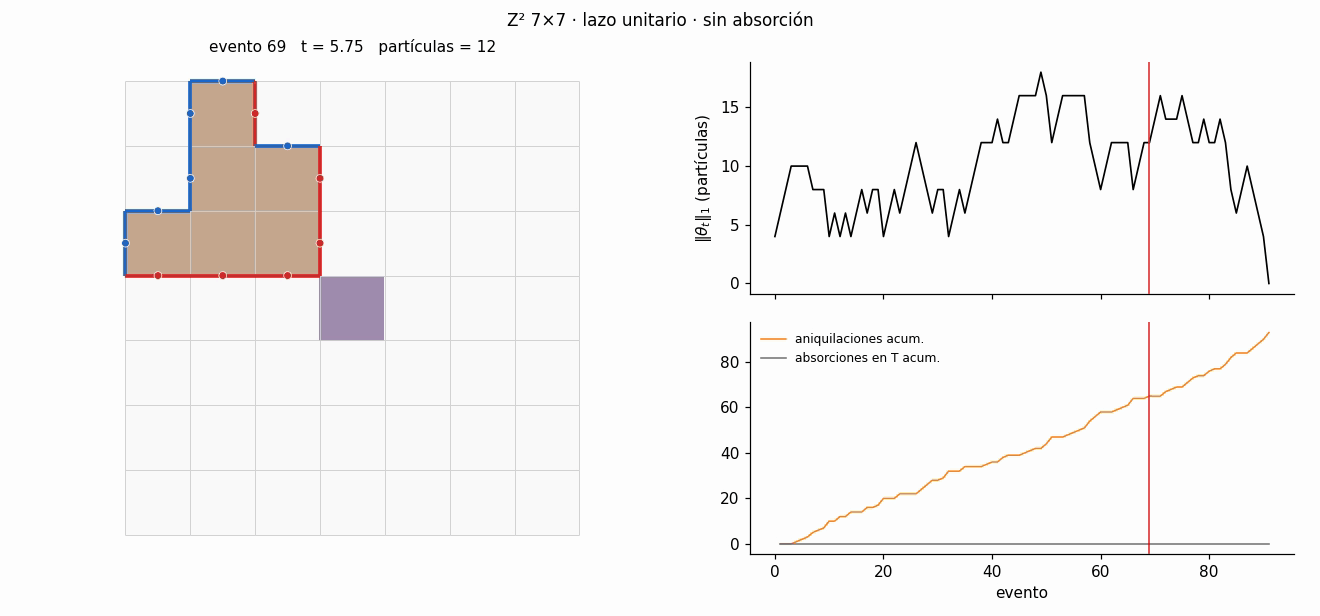 Z² 7×7 · lazo unitario · sin absorción
evento 69   t = 5.75   partículas = 12
‖θₜ‖₁ (partículas)
15
10
5
0
aniquilaciones acum.
absorciones en T acum.
80
60
40
20
0
0 20 40 60 80
evento